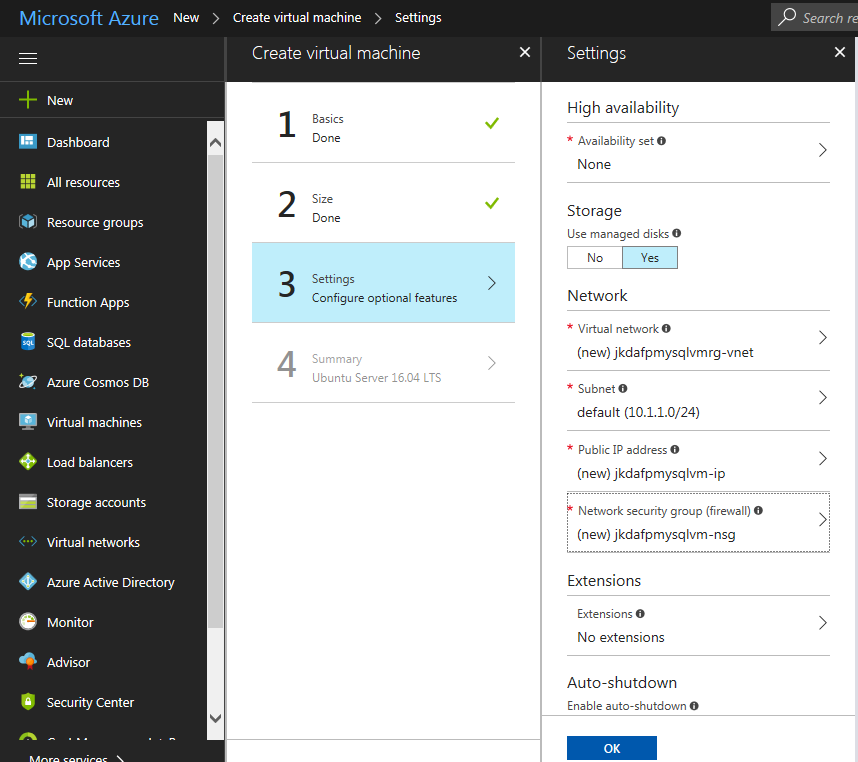 Microsoft Azure New > Create virtual machine > Settings
Search re
New
Dashboard
All resources
Resource groups
App Services
Function Apps
SQL databases
Azure Cosmos DB
Virtual machines
Load balancers
Storage accounts
Virtual networks
Azure Active Directory
Monitor
Advisor
Security Center
More services >
Create virtual machine
1 Basics
Done
2 Size
Done
3 Settings
Configure optional features
4 Summary
Ubuntu Server 16.04 LTS
Settings
High availability
* Availability set
None
Storage
Use managed disks
No Yes
Network
* Virtual network
(new) jkdafpmysqlvmrg-vnet
* Subnet
default (10.1.1.0/24)
* Public IP address
(new) jkdafpmysqlvm-ip
* Network security group (firewall)
(new) jkdafpmysqlvm-nsg
Extensions
Extensions
No extensions
Auto-shutdown
Enable auto-shutdown
OK